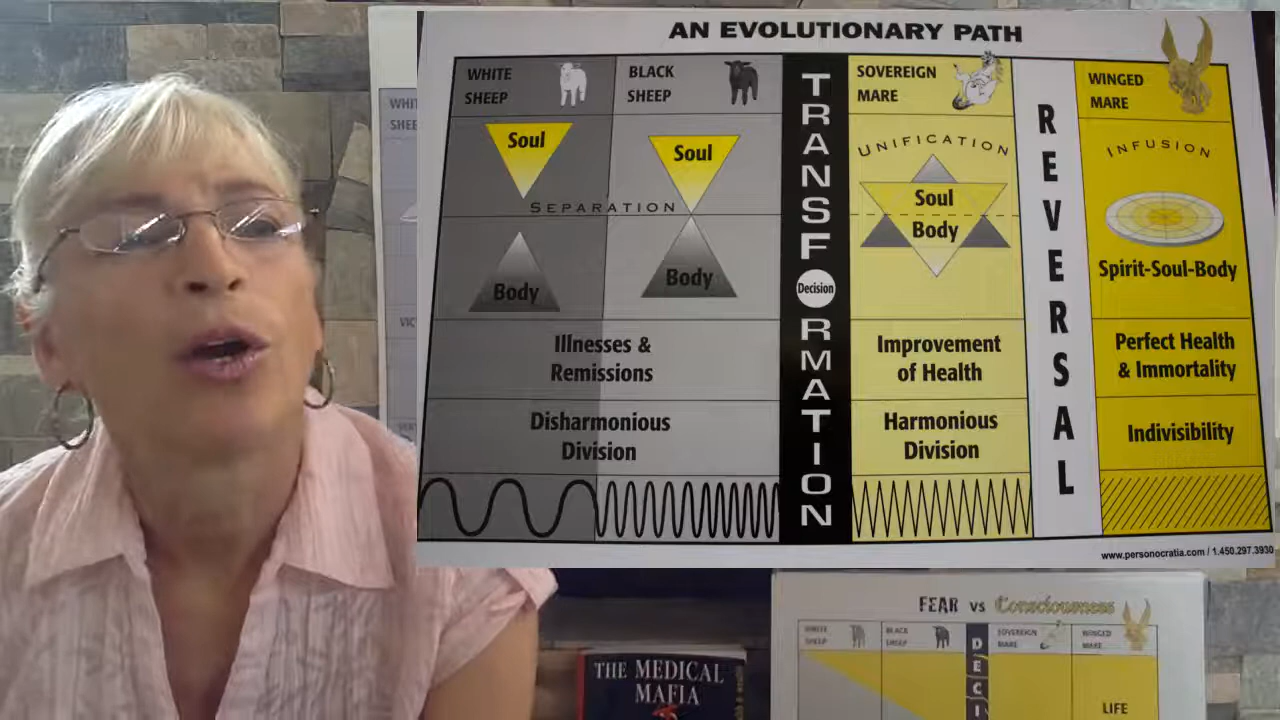 AN EVOLUTIONARY PATH
WHITE
SHEEP
BLACK
SHEEP
SOVEREIGN
MARE
WINGED
MARE
TRANSFORMATION
Decision
REVERSAL
Soul
Soul
SEPARATION
Body
Body
UNIFICATION
Soul
Body
INFUSION
Spirit-Soul-Body
Illnesses &
Remissions
Improvement
of Health
Perfect Health
& Immortality
Disharmonious
Division
Harmonious
Division
Indivisibility
www.personocratia.com / 1.450.297.3930
FEAR vs Consciousness
WHITE
SHEEP
BLACK
SHEEP
DECI
SOVEREIGN
MARE
WINGED
MARE
LIFE
THE MEDICAL
MAFIA